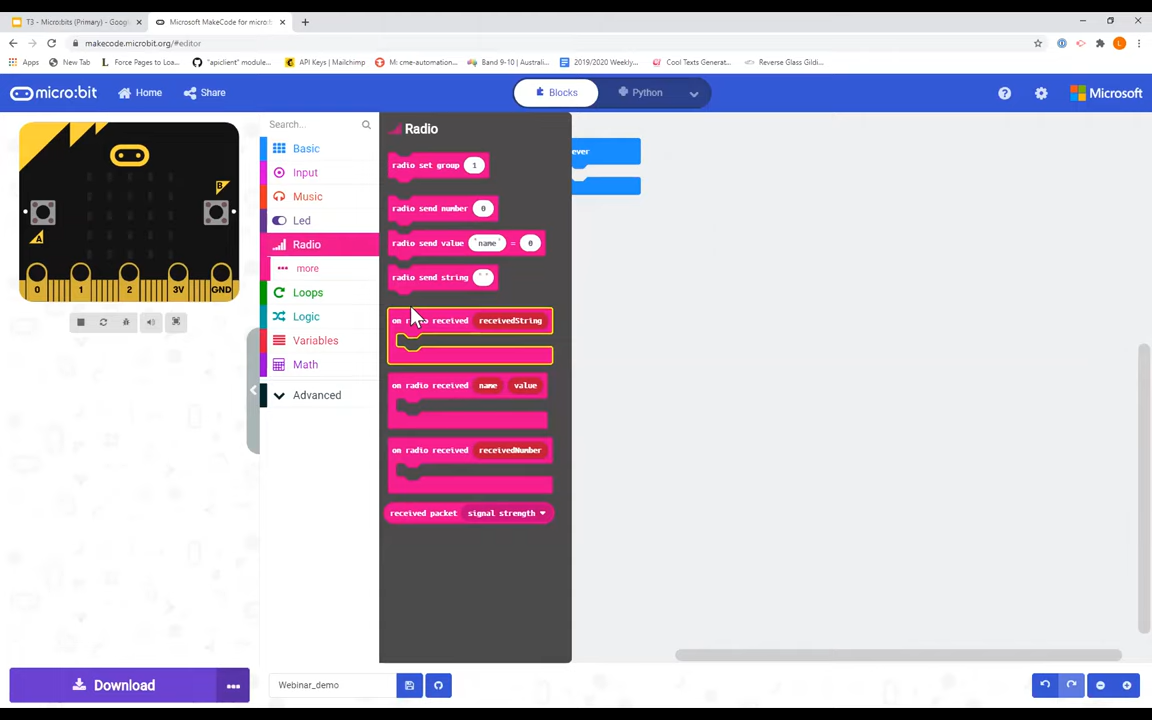 T3 - Micro:bits (Primary) - Goog
Microsoft MakeCode for micro:
makecode.microbit.org/#editor
Apps
New Tab
Force Pages to Loa...
"apiclient" module...
API Keys | Mailchimp
M: cme-automation...
Band 9-10 | Australi...
2019/2020 Weekly...
Cool Texts Generat...
Reverse Glass Gildi...
L
micro:bit
Home
Share
Blocks
Python
?
Microsoft
B
A
0 1 2 3V GND
Download
Search...
Basic
Input
Music
Led
Radio
more
Loops
Logic
Variables
Math
Advanced
Radio
radio set group 1
radio send number 0
radio send value "name" = 0
radio send string " "
on radio received receivedString
on radio received name value
on radio received receivedNumber
received packet signal strength
ever
Webinar_demo